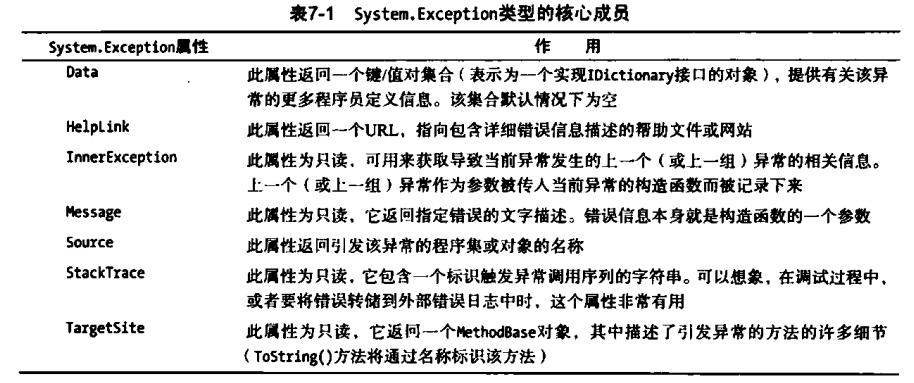 表7-1 System.Exception类型的核心成员
System.Exception属性 作 用
Data 此属性返回一个键/值对集合（表示为一个实现IDictionary接口的对象），提供有关该异
常的更多程序员定义信息。该集合默认情况下为空
HelpLink 此属性返回一个URL，指向包含详细错误信息描述的帮助文件或网站
InnerException 此属性为只读，可用来获取导致当前异常发生的上一个（或上一组）异常的相关信息。
上一个（或上一组）异常作为参数被传入当前异常的构造函数而被记录下来
Message 此属性为只读，它返回指定错误的文字描述。错误信息本身就是构造函数的一个参数
Source 此属性返回引发该异常的程序集或对象的名称
StackTrace 此属性为只读，它包含一个标识触发异常调用序列的字符串。可以想象，在调试过程中，
或者要将错误转储到外部错误日志中时，这个属性非常有用
TargetSite 此属性为只读，它返回一个MethodBase对象，其中描述了引发异常的方法的许多细节
（ToString()方法将通过名称标识该方法）